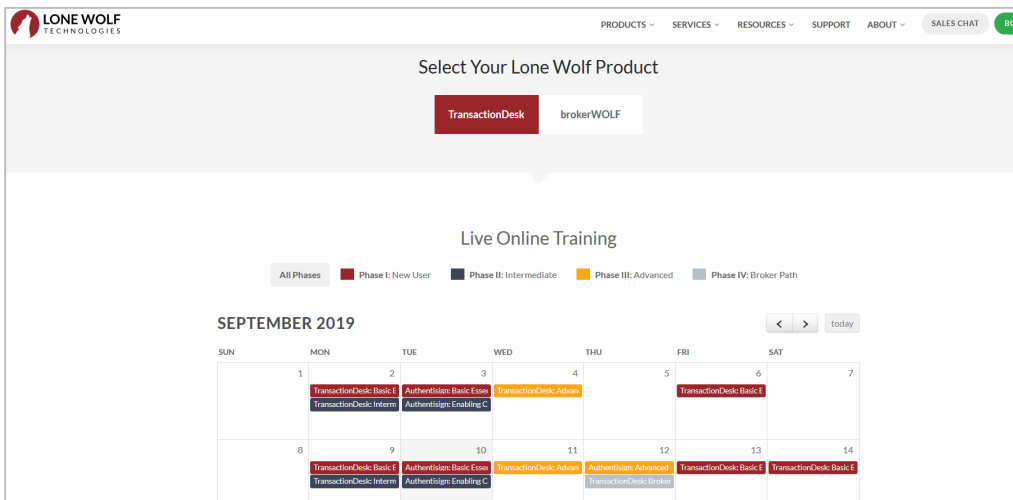 LONE WOLF
TECHNOLOGIES
PRODUCTS SERVICES RESOURCES SUPPORT ABOUT SALES CHAT
Select Your Lone Wolf Product
TransactionDesk brokerWOLF
Live Online Training
All Phases Phase I: New User Phase II: Intermediate Phase III: Advanced Phase IV: Broker Path
SEPTEMBER 2019
< > today
SUN MON TUE WED THU FRI SAT
1 2 3 4 5 6 7
TransactionDesk: Basic E Authentisign: Basic Esse TransactionDesk: Advan TransactionDesk: Basic E
TransactionDesk: Interm Authentisign: Enabling C
8 9 10 11 12 13 14
TransactionDesk: Basic E Authentisign: Basic Esse TransactionDesk: Advan Authentisign: Advanced TransactionDesk: Basic E TransactionDesk: Basic E
TransactionDesk: Interm Authentisign: Enabling C TransactionDesk: Broker